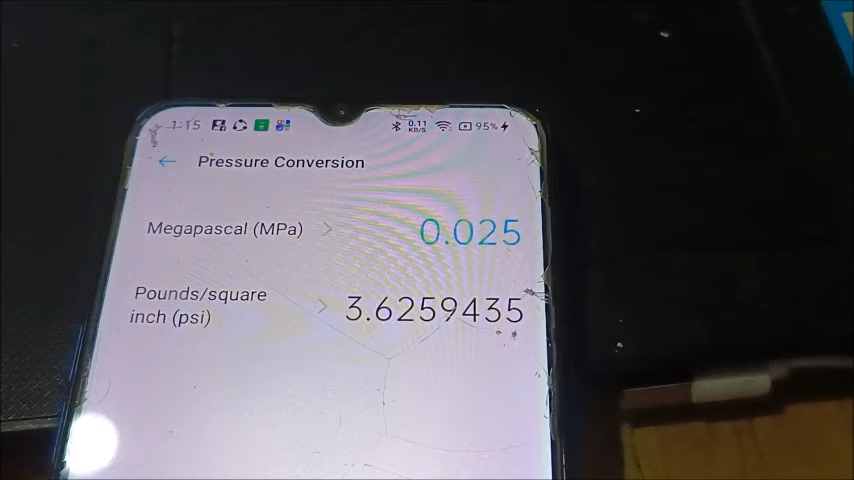 1:15 0.11 KB/S 95%
Pressure Conversion
Megapascal (MPa) 0.025
Pounds/square
inch (psi) 3.6259435